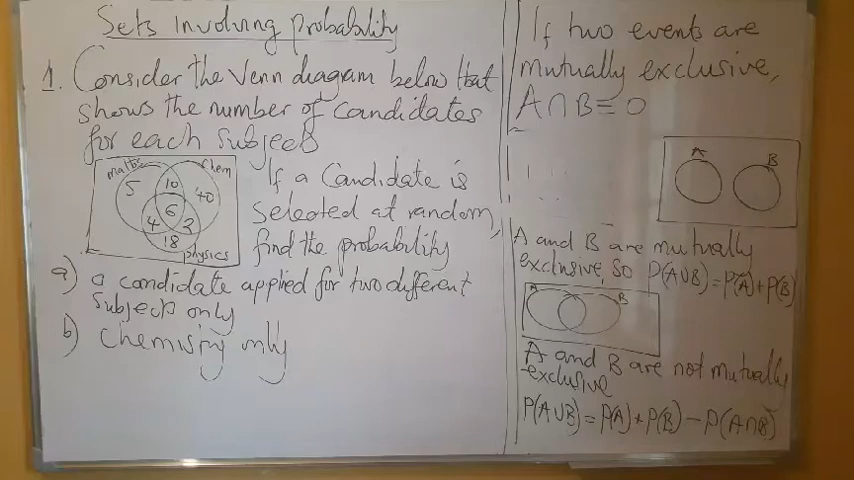 Sets involving probability
1. Consider the Venn diagram below that
shows the number of candidates
for each subject
maths
Chem
5
10
40
6
4
2
18
physics
If a candidate is
selected at random,
find the probability
a) a candidate applied for two different
subjects only
b) Chemistry only
If two events are
mutually exclusive,
A∩B = 0
A
B
A and B are mutually
exclusive, so P(A∪B) = P(A) + P(B)
A
B
A and B are not mutually
exclusive
P(A∪B) = P(A) + P(B) − P(A∩B)